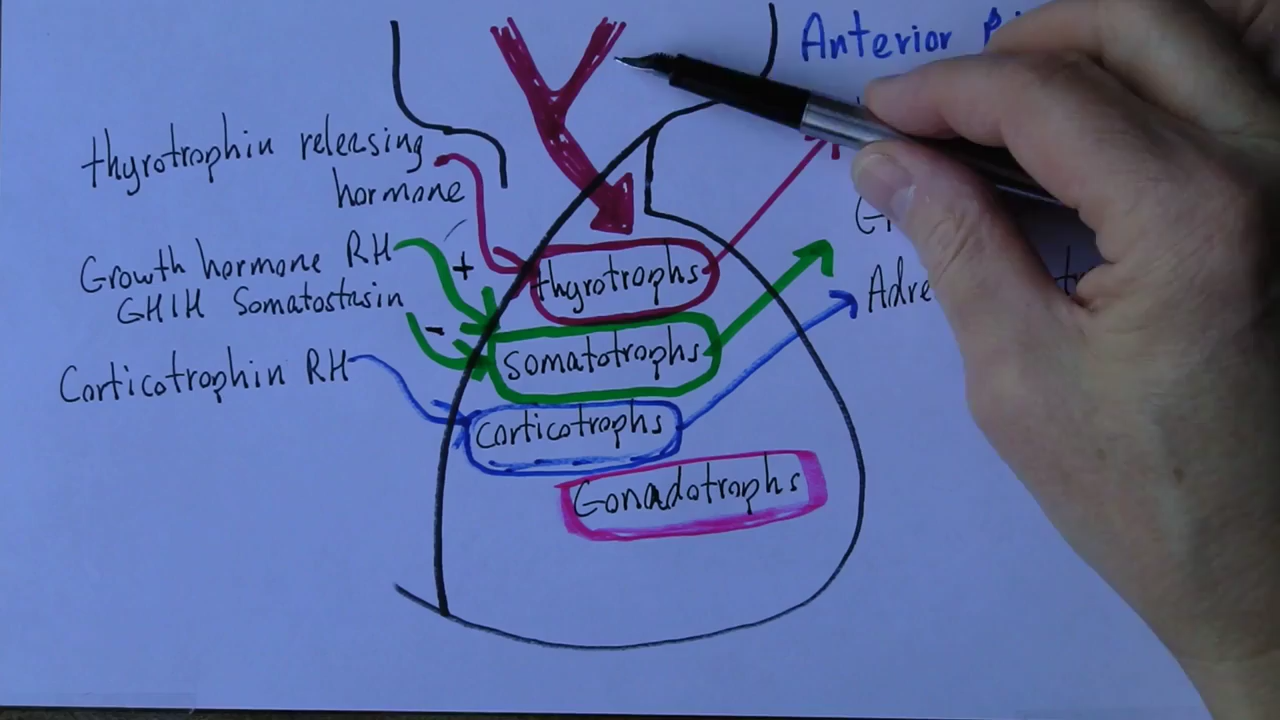 Anterior
thyrotrophin releasing
hormone
Growth hormone RH
GHIH Somatostasin
Corticotrophin RH
+
-
thyrotrophs
somatotrophs
corticotrophs
Gonadotrophs